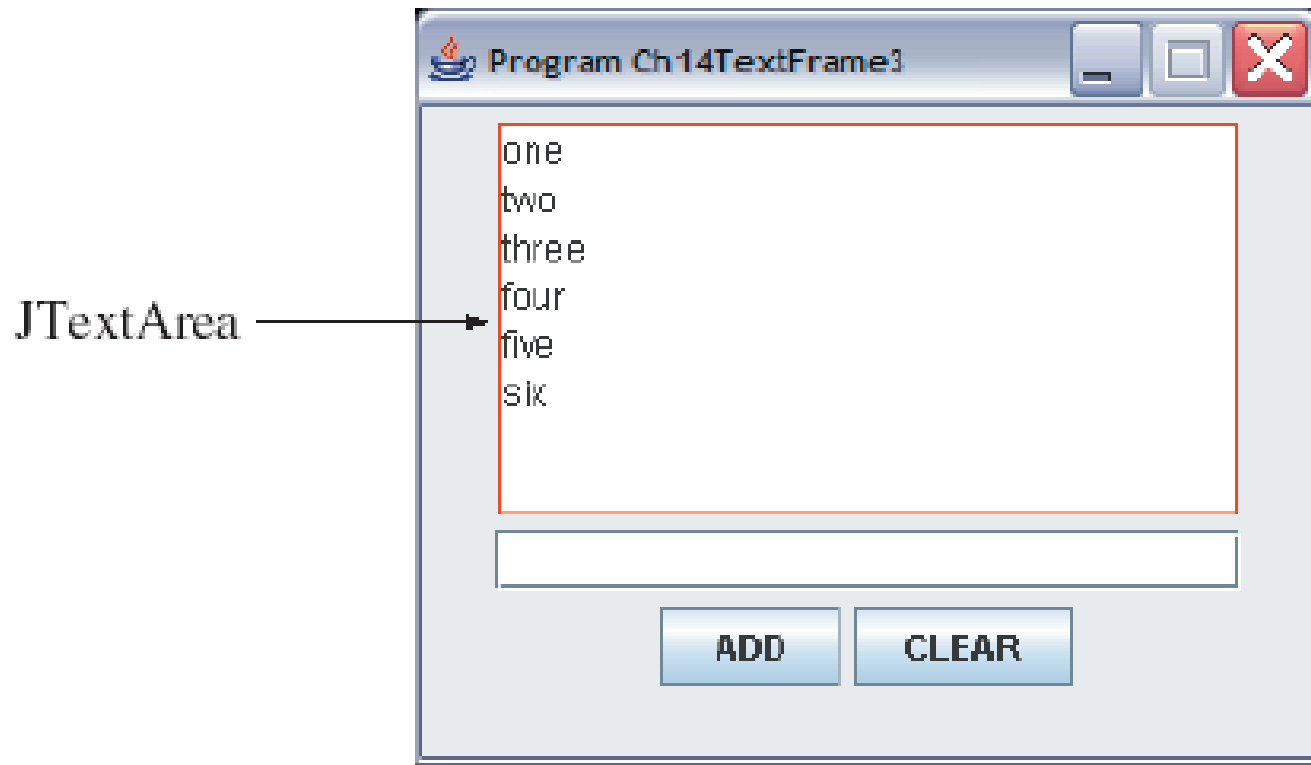 Program Ch14TextFrame3
one
two
three
four
five
six
JTextArea
ADD CLEAR